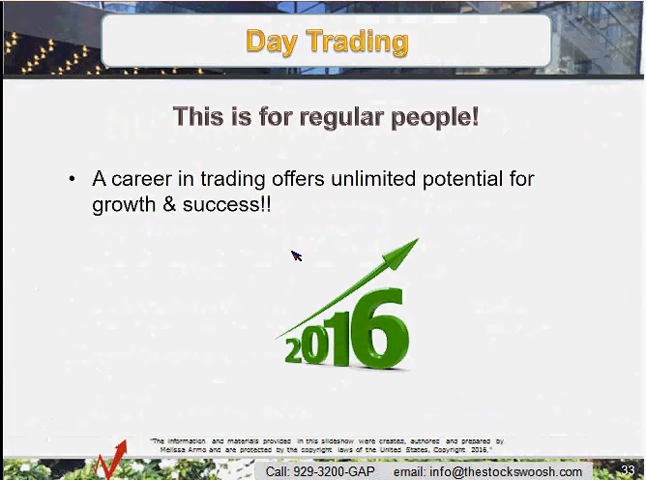 Day Trading
This is for regular people!
• A career in trading offers unlimited potential for
growth & success!!
2016
"The information and materials provided in this slideshow were created, authored and prepared by
Melissa Armo and are protected by the copyright laws of the United States, Copyright 2016."
Call: 929-3200-GAP email: info@thestockswoosh.com
33